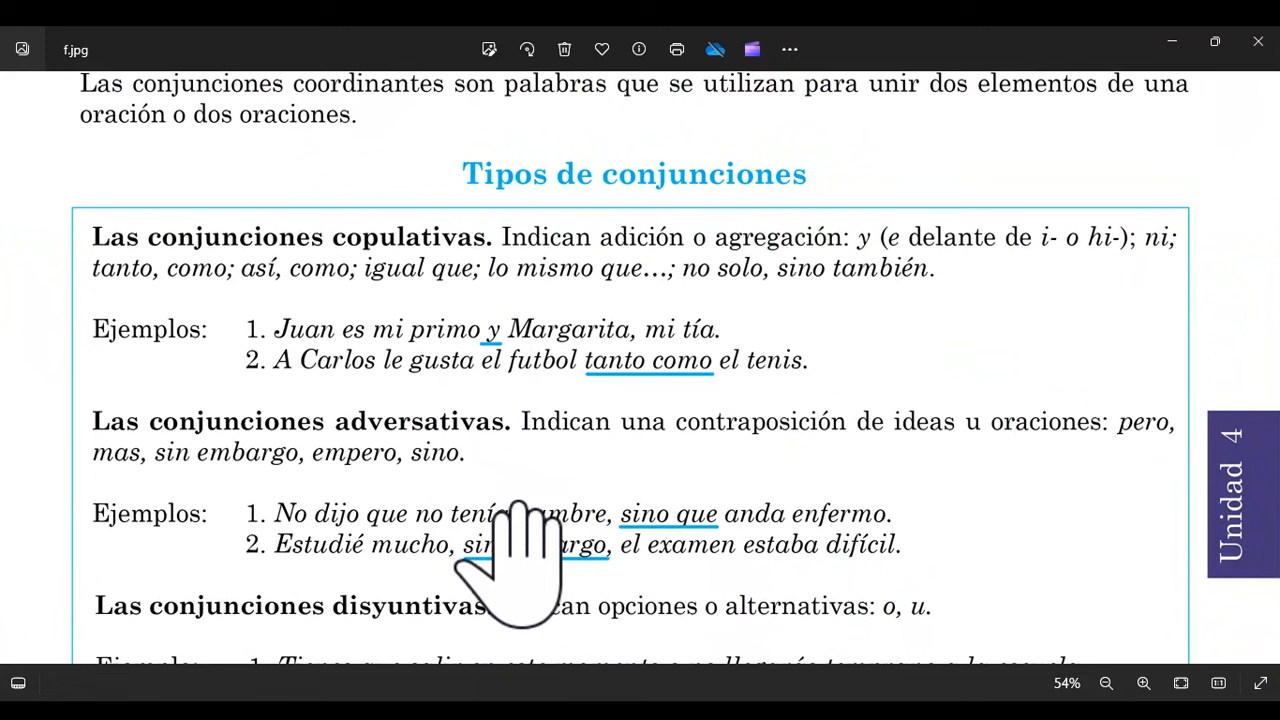 f.jpg
Las conjunciones coordinantes son palabras que se utilizan para unir dos elementos de una
oración o dos oraciones.
Tipos de conjunciones
Las conjunciones copulativas. Indican adición o agregación: y (e delante de i- o hi-); ni;
tanto, como; así, como; igual que; lo mismo que...; no solo, sino también.
Ejemplos: 1. Juan es mi primo y Margarita, mi tía.
2. A Carlos le gusta el futbol tanto como el tenis.
Las conjunciones adversativas. Indican una contraposición de ideas u oraciones: pero,
mas, sin embargo, empero, sino.
Ejemplos: 1. No dijo que no tenía hambre, sino que anda enfermo.
2. Estudié mucho, sin embargo, el examen estaba difícil.
Las conjunciones disyuntivas. Indican opciones o alternativas: o, u.
Unidad 4
54%